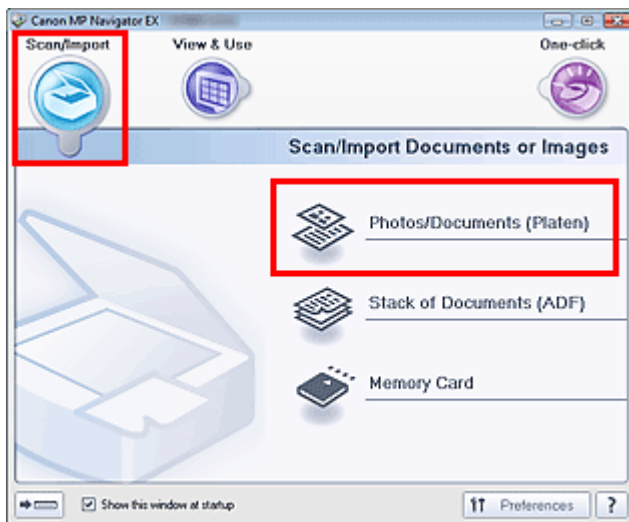 Canon MP Navigator EX
Scan/Import
View & Use
One-click
Scan/Import Documents or Images
Photos/Documents (Platen)
Stack of Documents (ADF)
Memory Card
Show this window at startup
Preferences
?